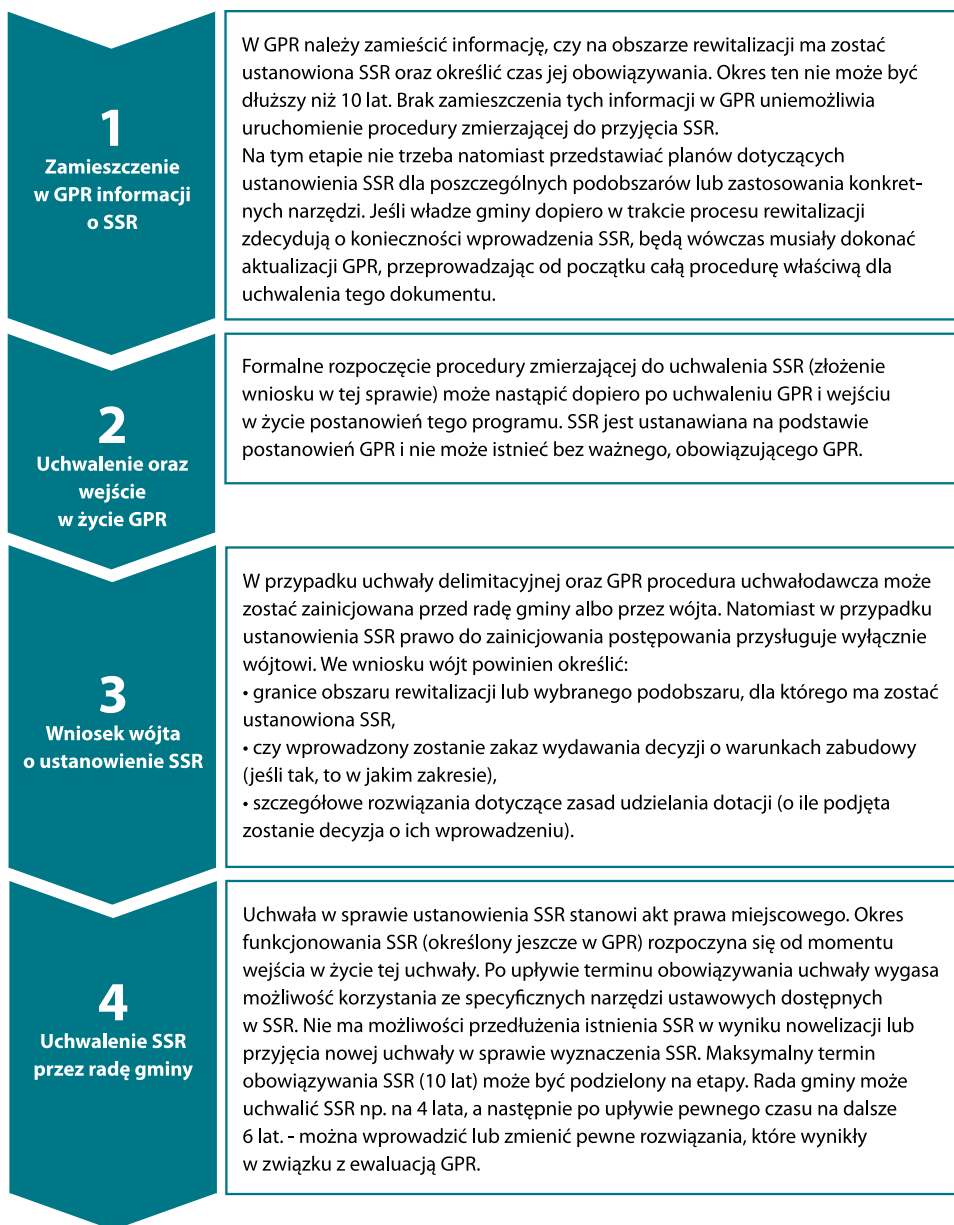 1
Zamieszczenie
w GPR informacji
o SSR
W GPR należy zamieścić informację, czy na obszarze rewitalizacji ma zostać
ustanowiona SSR oraz określić czas jej obowiązywania. Okres ten nie może być
dłuższy niż 10 lat. Brak zamieszczenia tych informacji w GPR uniemożliwia
uruchomienie procedury zmierzającej do przyjęcia SSR.
Na tym etapie nie trzeba natomiast przedstawiać planów dotyczących
ustanowienia SSR dla poszczególnych podobszarów lub zastosowania konkret-
nych narzędzi. Jeśli władze gminy dopiero w trakcie procesu rewitalizacji
zdecydują o konieczności wprowadzenia SSR, będą wówczas musiały dokonać
aktualizacji GPR, przeprowadzając od początku całą procedurę właściwą dla
uchwalenia tego dokumentu.
2
Uchwalenie oraz
wejście
w życie GPR
Formalne rozpoczęcie procedury zmierzającej do uchwalenia SSR (złożenie
wniosku w tej sprawie) może nastąpić dopiero po uchwaleniu GPR i wejściu
w życie postanowień tego programu. SSR jest ustanawiana na podstawie
postanowień GPR i nie może istnieć bez ważnego, obowiązującego GPR.
3
Wniosek wójta
o ustanowienie SSR
W przypadku uchwały delimitacyjnej oraz GPR procedura uchwałodawcza może
zostać zainicjowana przed radę gminy albo przez wójta. Natomiast w przypadku
ustanowienia SSR prawo do zainicjowania postępowania przysługuje wyłącznie
wójtowi. We wniosku wójt powinien określić:
• granice obszaru rewitalizacji lub wybranego podobszaru, dla którego ma zostać
ustanowiona SSR,
• czy wprowadzony zostanie zakaz wydawania decyzji o warunkach zabudowy
(jeśli tak, to w jakim zakresie),
• szczegółowe rozwiązania dotyczące zasad udzielania dotacji (o ile podjęta
zostanie decyzja o ich wprowadzeniu).
4
Uchwalenie SSR
przez radę gminy
Uchwała w sprawie ustanowienia SSR stanowi akt prawa miejscowego. Okres
funkcjonowania SSR (określony jeszcze w GPR) rozpoczyna się od momentu
wejścia w życie tej uchwały. Po upływie terminu obowiązywania uchwały wygasa
możliwość korzystania ze specyficznych narzędzi ustawowych dostępnych
w SSR. Nie ma możliwości przedłużenia istnienia SSR w wyniku nowelizacji lub
przyjęcia nowej uchwały w sprawie wyznaczenia SSR. Maksymalny termin
obowiązywania SSR (10 lat) może być podzielony na etapy. Rada gminy może
uchwalić SSR np. na 4 lata, a następnie po upływie pewnego czasu na dalsze
6 lat. - można wprowadzić lub zmienić pewne rozwiązania, które wynikły
w związku z ewaluacją GPR.